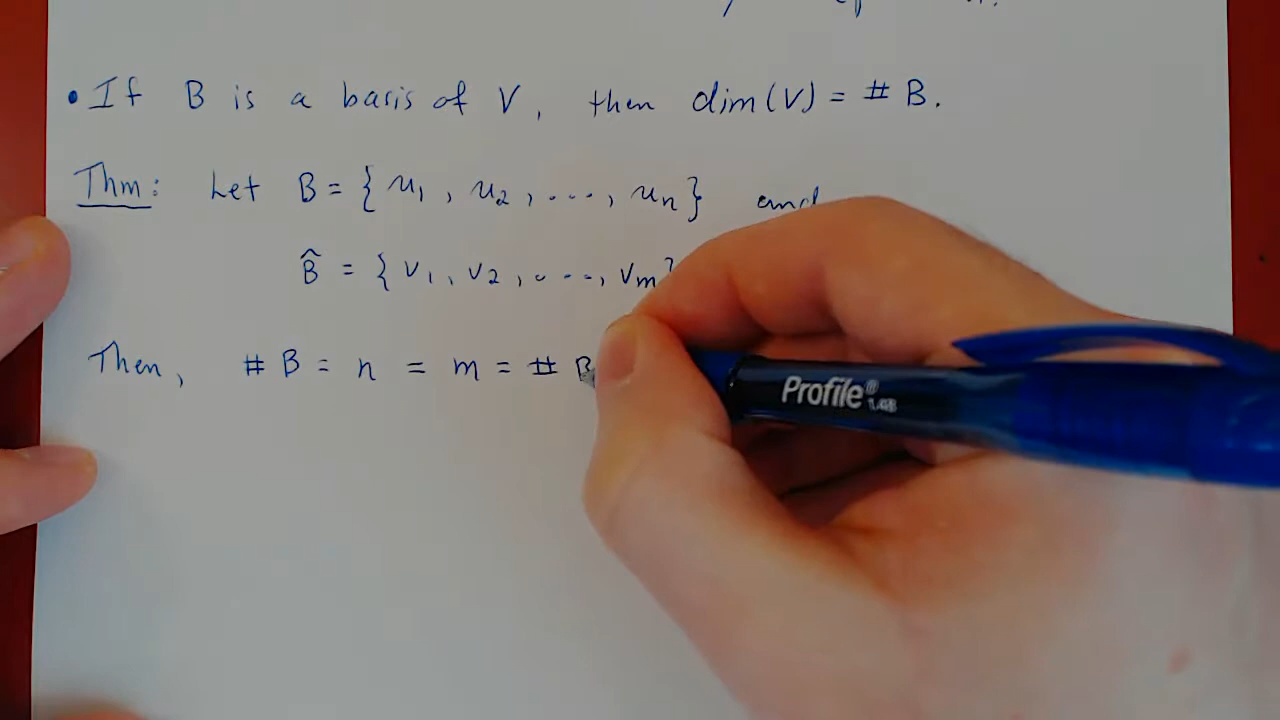 • If B is a basis of V, then dim(V) = # B.
Thm: Let B = { u₁, u₂, ...., uₙ} and
B̂ = { v₁, v₂, ...., vₘ}
Then, # B = n = m = # B
Profile®